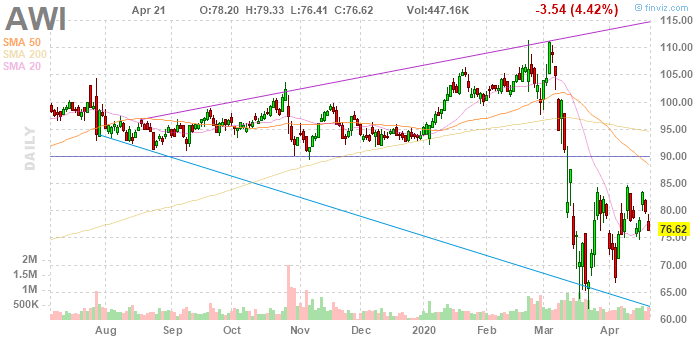 AWI
Apr 21 O:78.20 H:79.33 L:76.41 C:76.62 Vol:447.16K -3.54 (4.42%)
© finviz.com
SMA 50
SMA 200
SMA 20
DAILY
115.00
110.00
105.00
100.00
95.00
90.00
85.00
80.00
76.62
75.00
70.00
65.00
60.00
2M
1.5M
1M
500K
Aug Sep Oct Nov Dec 2020 Feb Mar Apr